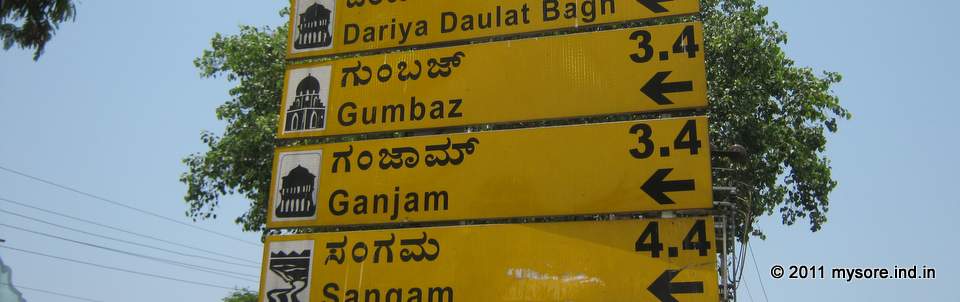 Dariya Daulat Bagh
ಗುಂಬಜ್ 3.4
Gumbaz
ಗಂಜಾಮ್ 3.4
Ganjam
ಸಂಗಮ 4.4
Sangam
© 2011 mysore.ind.in